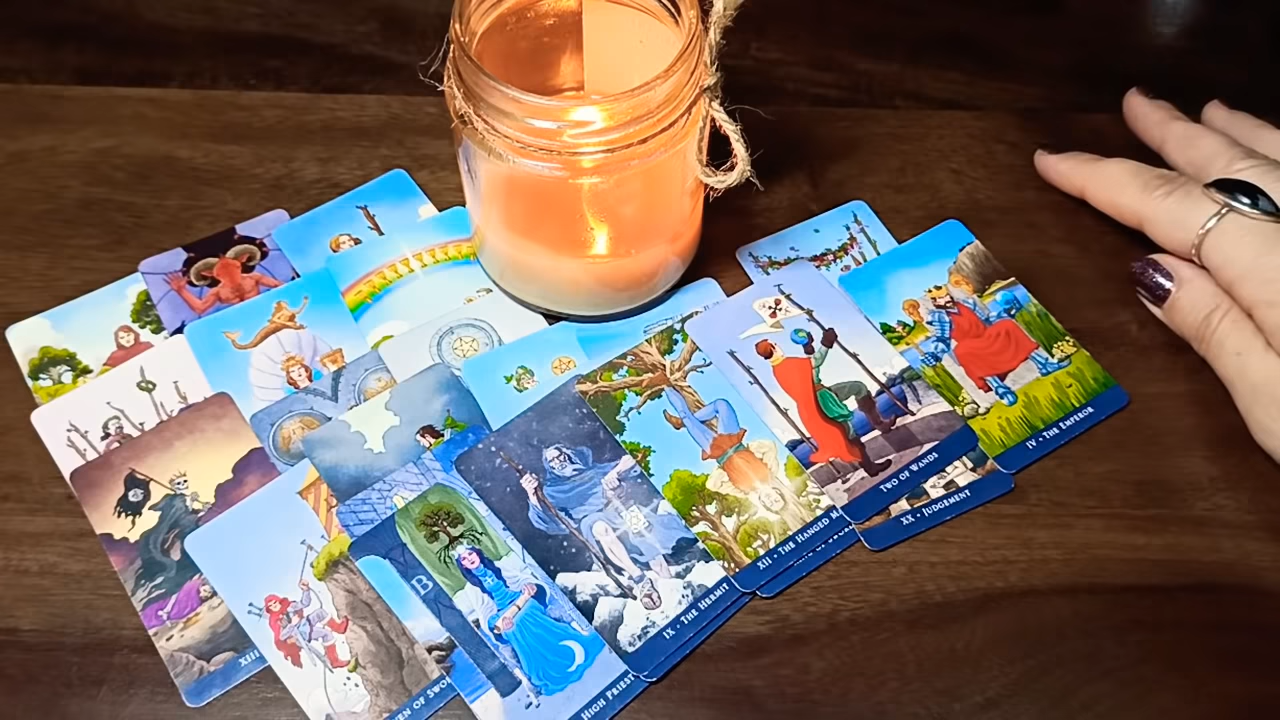 IV • THE EMPEROR
TWO OF WANDS
XX • JUDGEMENT
XII • THE HANGED
IX • THE HERMIT
B
HIGH PRIEST
XIII